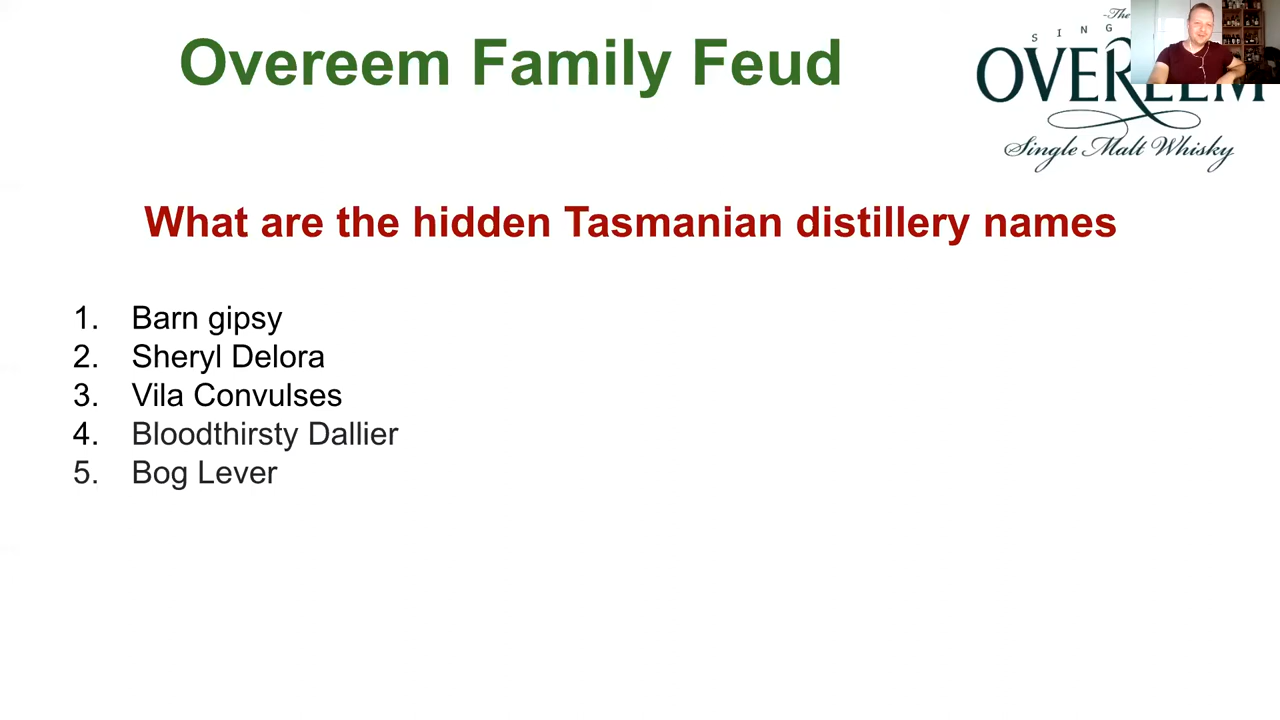 Overeem Family Feud
-The
SING
OVEREEM
Single Malt Whisky
What are the hidden Tasmanian distillery names
1. Barn gipsy
2. Sheryl Delora
3. Vila Convulses
4. Bloodthirsty Dallier
5. Bog Lever